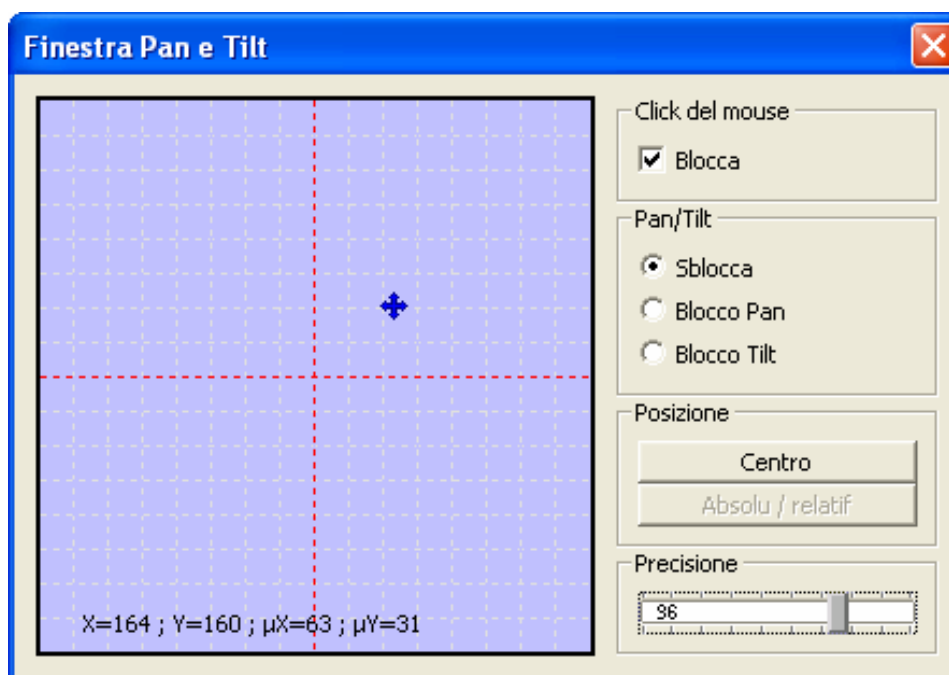 Finestra Pan e Tilt
Click del mouse
Blocca
Pan/Tilt
Sblocca
Blocco Pan
Blocco Tilt
Posizione
Centro
Absolu / relatif
Precisione
36
X=164 ; Y=160 ; µX=63 ; µY=31